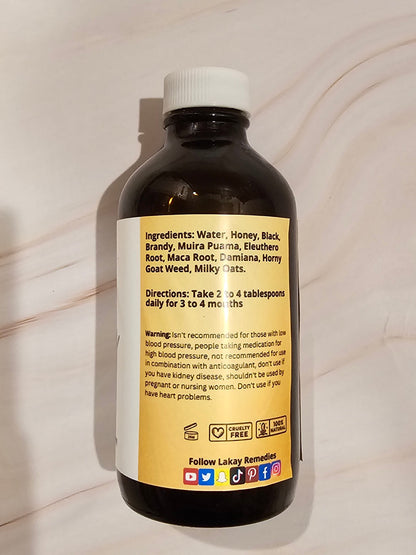 Ingredients: Water, Honey, Black,
Brandy, Muira Puama, Eleuthero
Root, Maca Root, Damiana, Horny
Goat Weed, Milky Oats.
Directions: Take 2 to 4 tablespoons
daily for 3 to 4 months
Warning: Isn't recommended for those with low
blood pressure, people taking medication for
high blood pressure, not recommended for use
in combination with anticoagulant, don't use if
you have kidney disease, shouldn't be used by
pregnant or nursing women. Don't use if you
have heart problems.
CRUELTY
FREE
100%
NATURAL
Follow Lakay Remedies